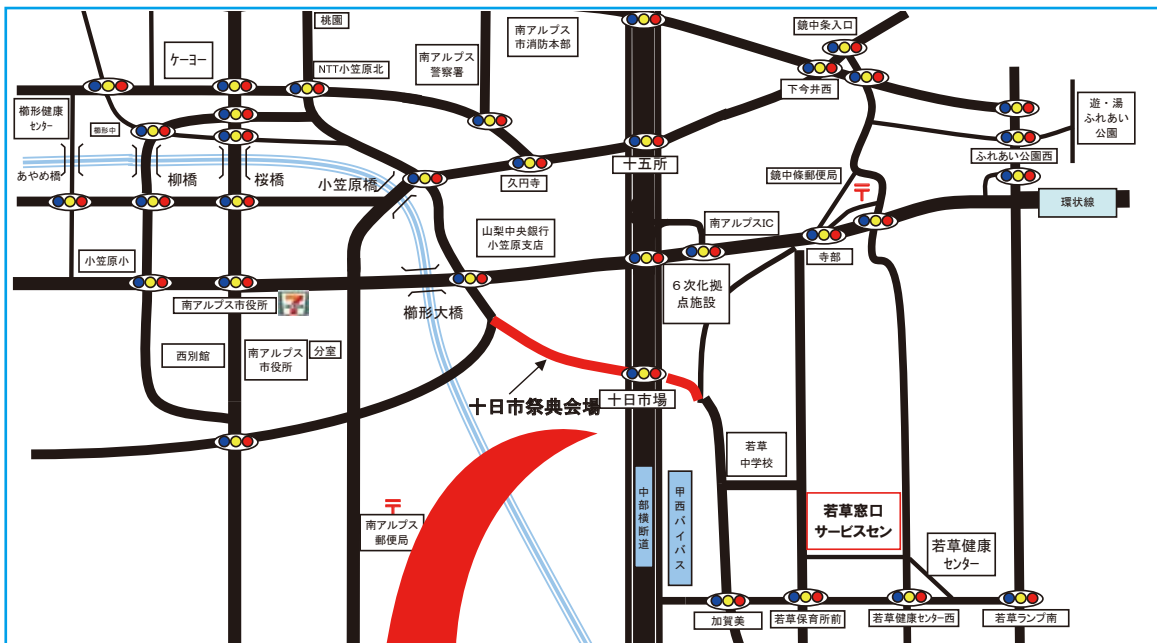 桃園
南アルプス
市消防本部
鏡中条入口
ケーヨー
NTT小笠原北
南アルプス
警察署
下今井西
櫛形健康
センター
櫛形中
遊・湯
ふれあい
公園
十五所
ふれあい公園西
あやめ橋
柳橋
桜橋
小笠原橋
久円寺
鏡中條郵便局
〒
環状線
南アルプスIC
山梨中央銀行
小笠原支店
寺部
小笠原小
6次化拠
点施設
南アルプス市役所
櫛形大橋
西別館
南アルプス
市役所
分室
十日市祭典会場
十日市場
若草
中学校
中部横断道
甲西バイパス
〒
南アルプス
郵便局
若草窓口
サービスセン
若草健康
センター
加賀美
若草保育所前
若草健康センター西
若草ランプ南